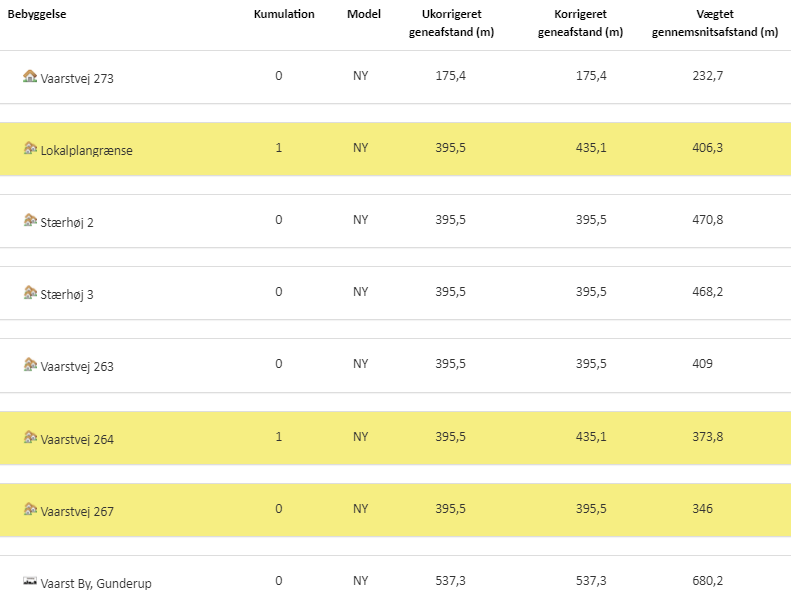 Bebyggelse Kumulation Model Ukorrigeret geneafstand (m) Korrigeret geneafstand (m) Vægtet gennemsnitsafstand (m)
Vaarstvej 273 0 NY 175,4 175,4 232,7
Lokalplangrænse 1 NY 395,5 435,1 406,3
Stærhøj 2 0 NY 395,5 395,5 470,8
Stærhøj 3 0 NY 395,5 395,5 468,2
Vaarstvej 263 0 NY 395,5 395,5 409
Vaarstvej 264 1 NY 395,5 435,1 373,8
Vaarstvej 267 0 NY 395,5 395,5 346
Vaarst By, Gunderup 0 NY 537,3 537,3 680,2